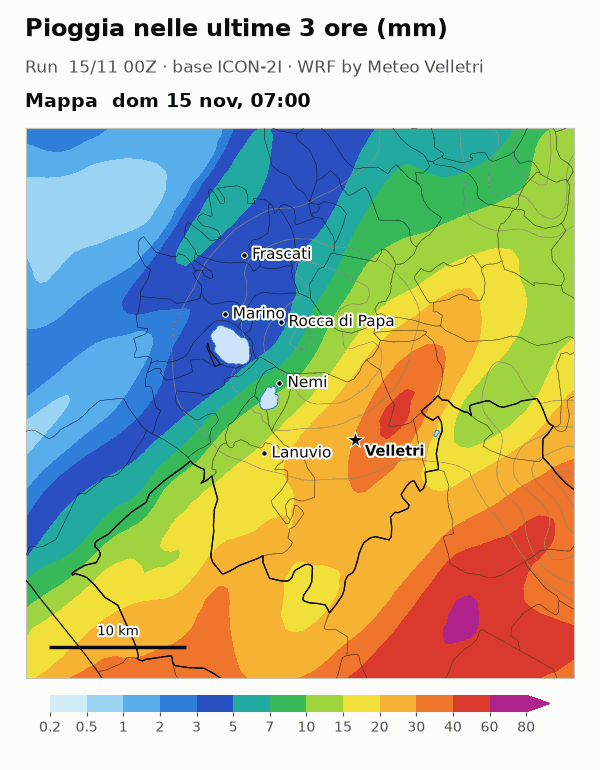 Pioggia nelle ultime 3 ore (mm)
Run  15/11 00Z · base ICON-2I · WRF by Meteo Velletri
Mappa  dom 15 nov, 07:00
Frascati
Marino
Rocca di Papa
Nemi
Velletri
Lanuvio
10 km
0.2 0.5 1 2 3 5 7 10 15 20 30 40 60 80